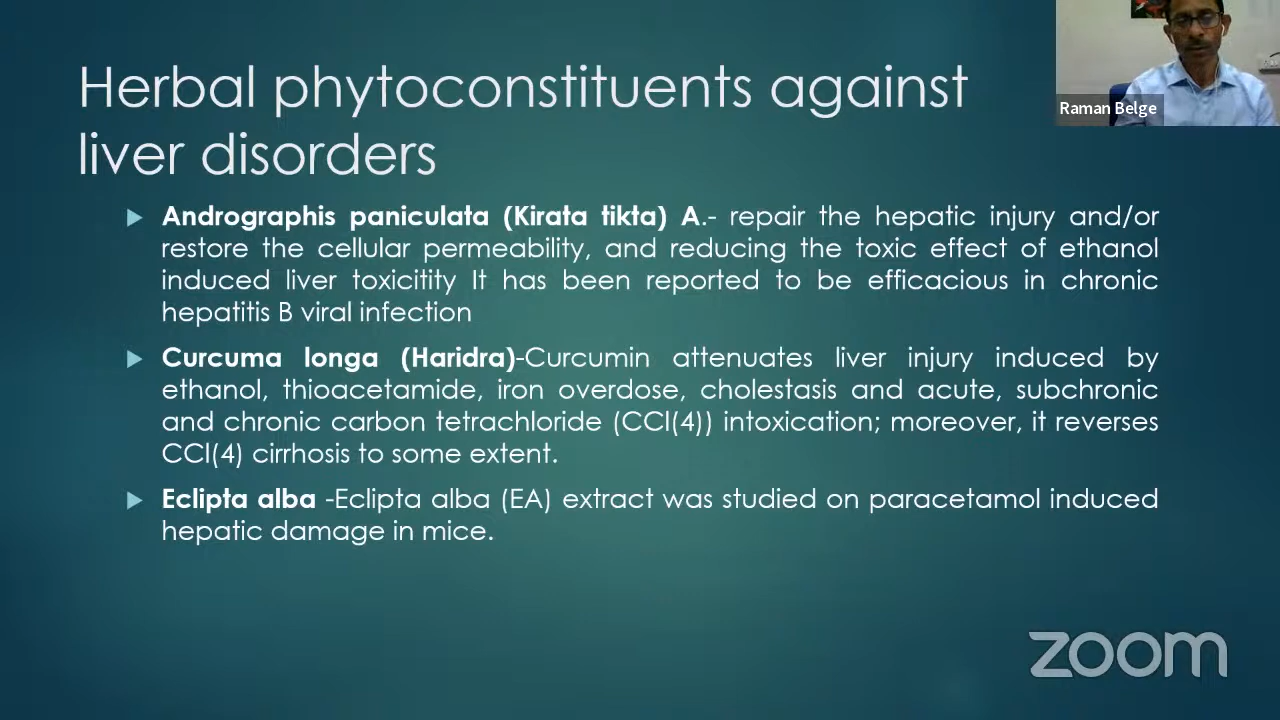 Herbal phytoconstituents against
liver disorders
Raman Belge
Andrographis paniculata (Kirata tikta) A.- repair the hepatic injury and/or
restore the cellular permeability, and reducing the toxic effect of ethanol
induced liver toxicitity It has been reported to be efficacious in chronic
hepatitis B viral infection
Curcuma longa (Haridra)-Curcumin attenuates liver injury induced by
ethanol, thioacetamide, iron overdose, cholestasis and acute, subchronic
and chronic carbon tetrachloride (CCl(4)) intoxication; moreover, it reverses
CCl(4) cirrhosis to some extent.
Eclipta alba -Eclipta alba (EA) extract was studied on paracetamol induced
hepatic damage in mice.
zoom